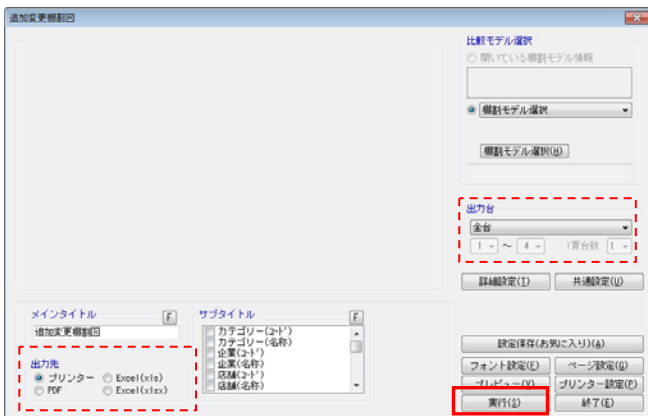 追加変更棚割図
比較モデル選択
開いている棚割モデル情報
棚割モデル選択
棚割モデル選択(H)
出力台
全台
1 ～ 4 1頁台数 1
詳細設定(I) 共通設定(U)
メインタイトル F
追加変更棚割図
サブタイトル F
カテゴリー(コード)
カテゴリー(名称)
企業(コード)
企業(名称)
店舗(コード)
店舗(名称)
出力先
プリンター Excel(xls)
PDF Excel(xlsx)
設定保存(お気に入り)(A)
フォント設定(E) ページ設定(G)
プレビュー(V) プリンター設定(P)
実行(S) 終了(E)